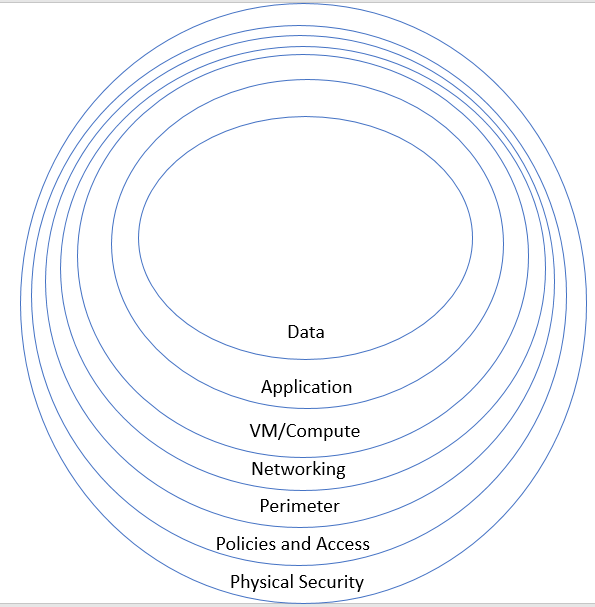 Data
Application
VM/Compute
Networking
Perimeter
Policies and Access
Physical Security